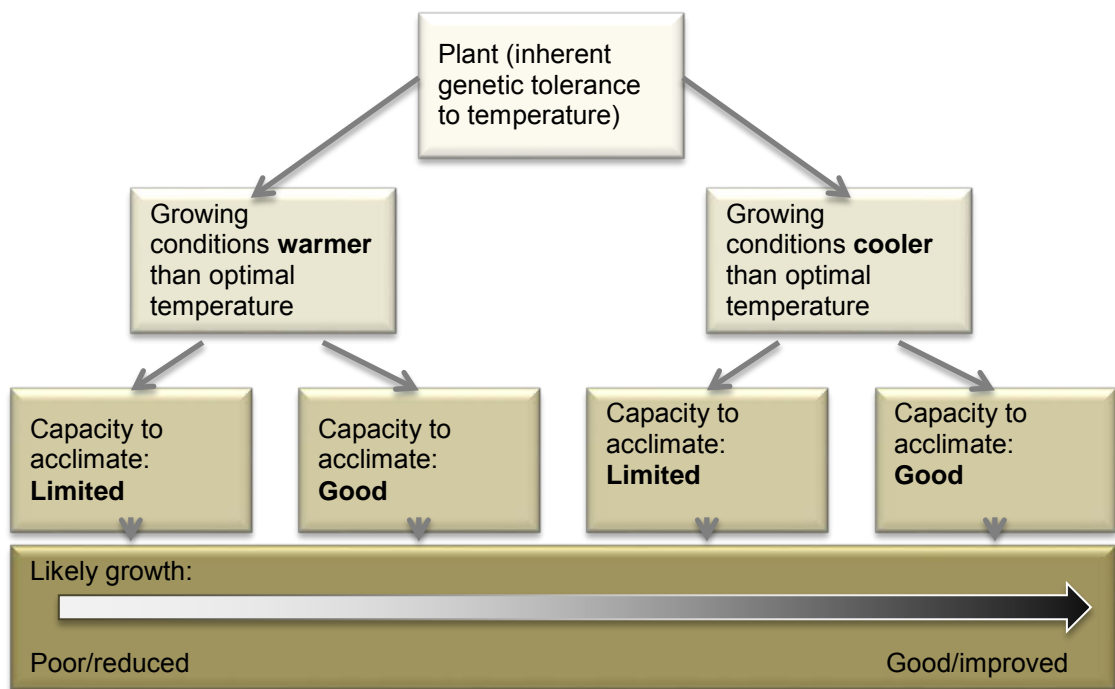 Plant (inherent
genetic tolerance
to temperature)
Growing
conditions warmer
than optimal
temperature
Growing
conditions cooler
than optimal
temperature
Capacity to
acclimate:
Limited
Capacity to
acclimate:
Good
Capacity to
acclimate:
Limited
Capacity to
acclimate:
Good
Likely growth:
Poor/reduced
Good/improved